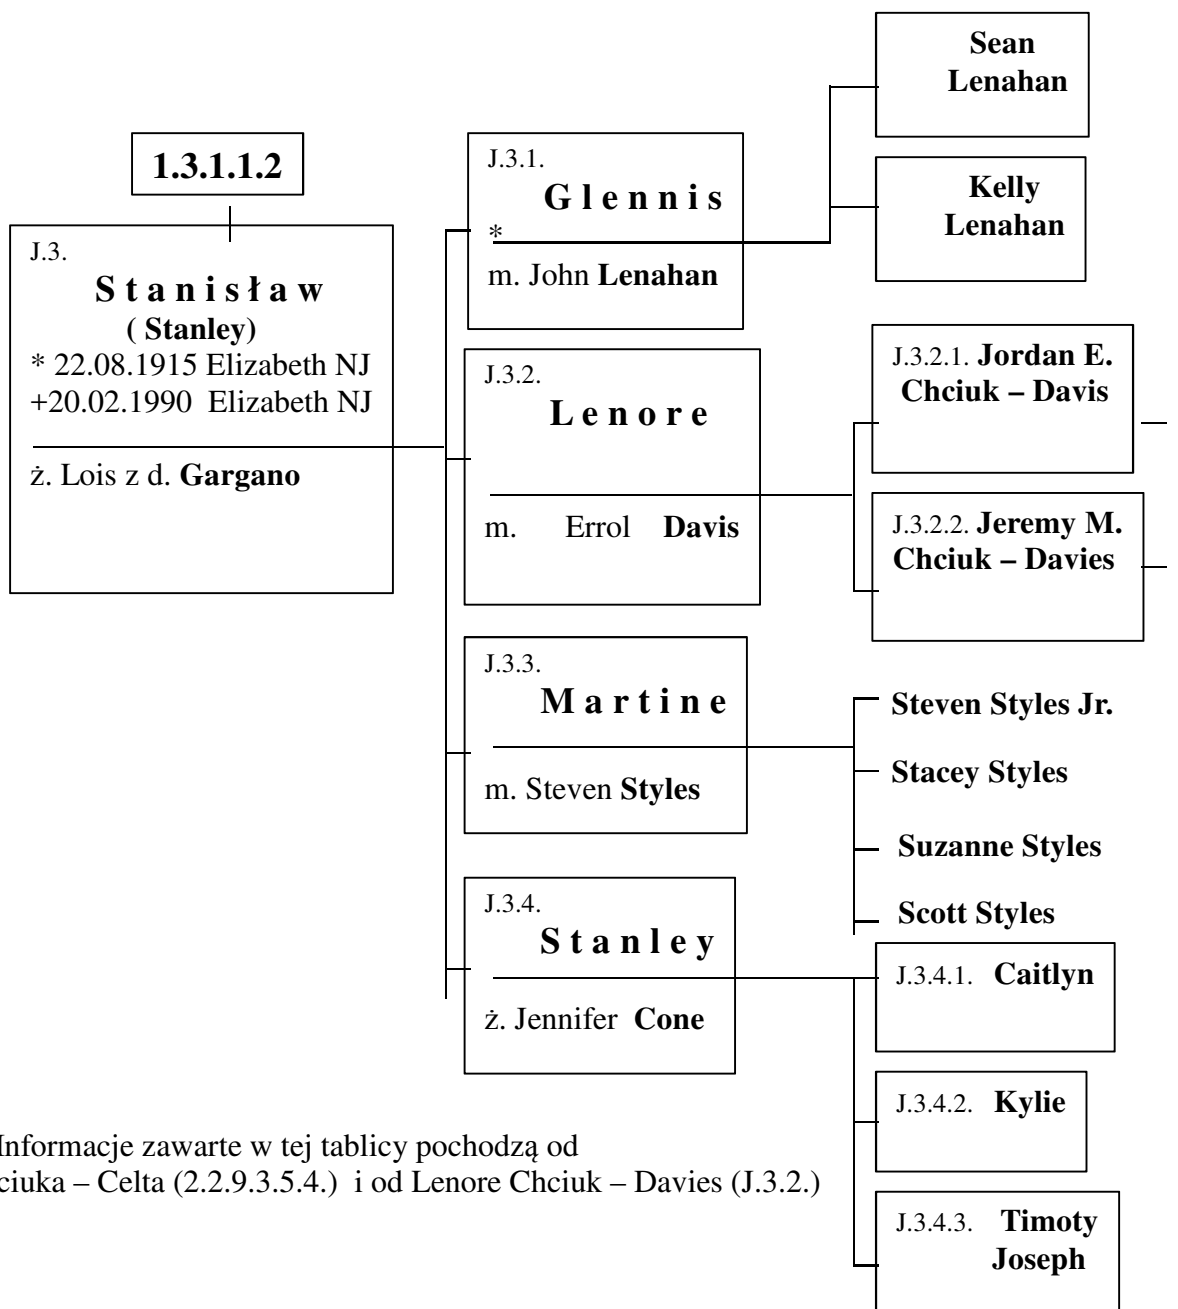 1.3.1.1.2
J.3.
S t a n i s ł a w
( Stanley)
* 22.08.1915 Elizabeth NJ
+20.02.1990 Elizabeth NJ
ż. Lois z d. Gargano
J.3.1.
G l e n n i s
*
m. John Lenahan
Sean
Lenahan
Kelly
Lenahan
J.3.2.
L e n o r e
m. Errol Davis
J.3.2.1. Jordan E.
Chciuk – Davis
J.3.2.2. Jeremy M.
Chciuk – Davies
J.3.3.
M a r t i n e
m. Steven Styles
Steven Styles Jr.
Stacey Styles
Suzanne Styles
Scott Styles
J.3.4.
S t a n l e y
ż. Jennifer Cone
J.3.4.1. Caitlyn
J.3.4.2. Kylie
J.3.4.3. Timoty
Joseph
Informacje zawarte w tej tablicy pochodzą od
ciuka – Celta (2.2.9.3.5.4.) i od Lenore Chciuk – Davies (J.3.2.)